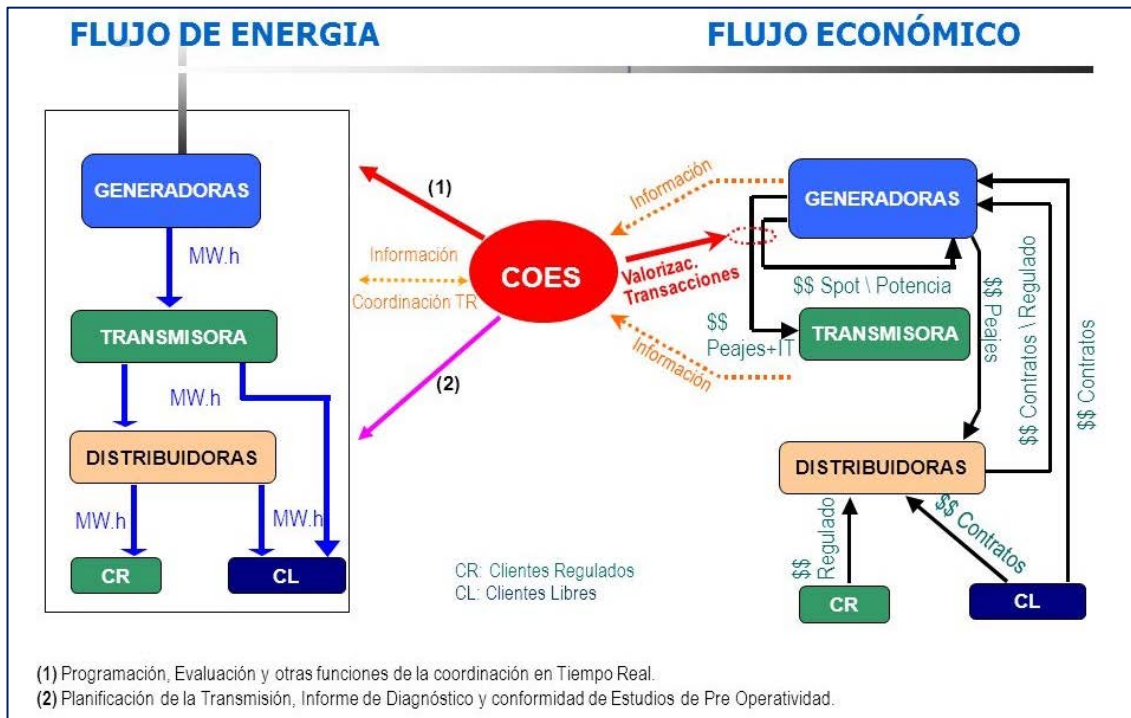 FLUJO DE ENERGIA
FLUJO ECONÓMICO
GENERADORAS
MW.h
TRANSMISORA
MW.h
DISTRIBUIDORAS
MW.h
MW.h
CR
CL
(1)
Información
Coordinación TR
(2)
COES
Información
Valorizac.
Transacciones
Información
GENERADORAS
$$ Spot \ Potencia
$$
Peajes+IT
TRANSMISORA
$$ Peajes
$$ Contratos \ Regulado
$$ Contratos
DISTRIBUIDORAS
$$
Regulado
$$ Contratos
CR
CL
CR: Clientes Regulados
CL: Clientes Libres
(1) Programación, Evaluación y otras funciones de la coordinación en Tiempo Real.
(2) Planificación de la Transmisión, Informe de Diagnóstico y conformidad de Estudios de Pre Operatividad.